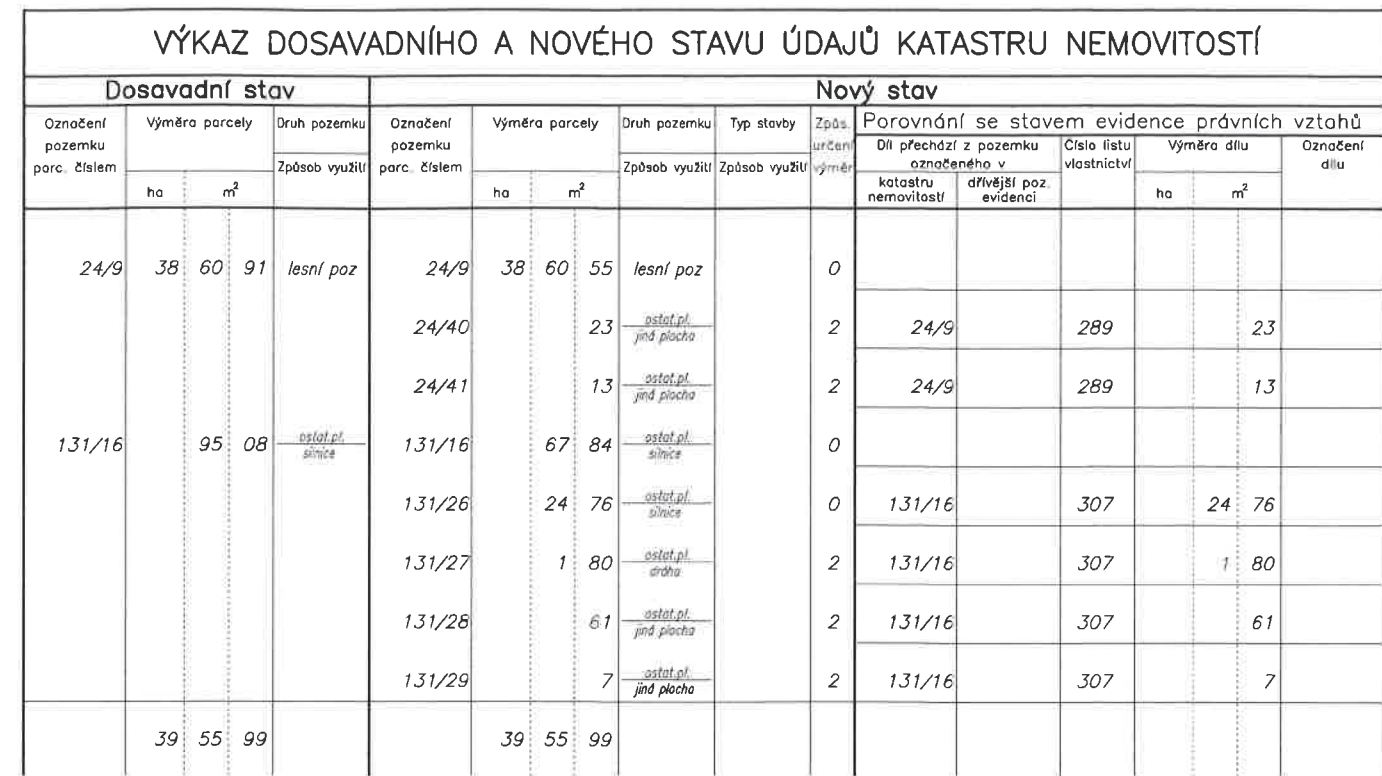 VÝKAZ DOSAVADNÍHO A NOVÉHO STAVU ÚDAJŮ KATASTRU NEMOVITOSTÍ
Dosavadní stav Nový stav
Označení pozemku parc. číslem Výměra parcely ha m² Druh pozemku Způsob využití Označení pozemku parc. číslem Výměra parcely ha m² Druh pozemku Způsob využití Typ stavby Způsob využití Způs. určení výměr Porovnání se stavem evidence právních vztahů
Díl přechází z pozemku označeného v katastru nemovitostí dřívější poz. evidenci Číslo listu vlastnictví Výměra dílu ha m² Označení dílu
24/9 38 60 91 lesní poz 24/9 38 60 55 lesní poz 0
24/40 23 ostat.pl. jiná plocha 2 24/9 289 23
24/41 13 ostat.pl. jiná plocha 2 24/9 289 13
131/16 95 08 ostat.pl. silnice 131/16 67 84 ostat.pl. silnice 0
131/26 24 76 ostat.pl. silnice 0 131/16 307 24 76
131/27 1 80 ostat.pl. dráha 2 131/16 307 1 80
131/28 61 ostat.pl. jiná plocha 2 131/16 307 61
131/29 7 ostat.pl. jiná plocha 2 131/16 307 7
39 55 99 39 55 99